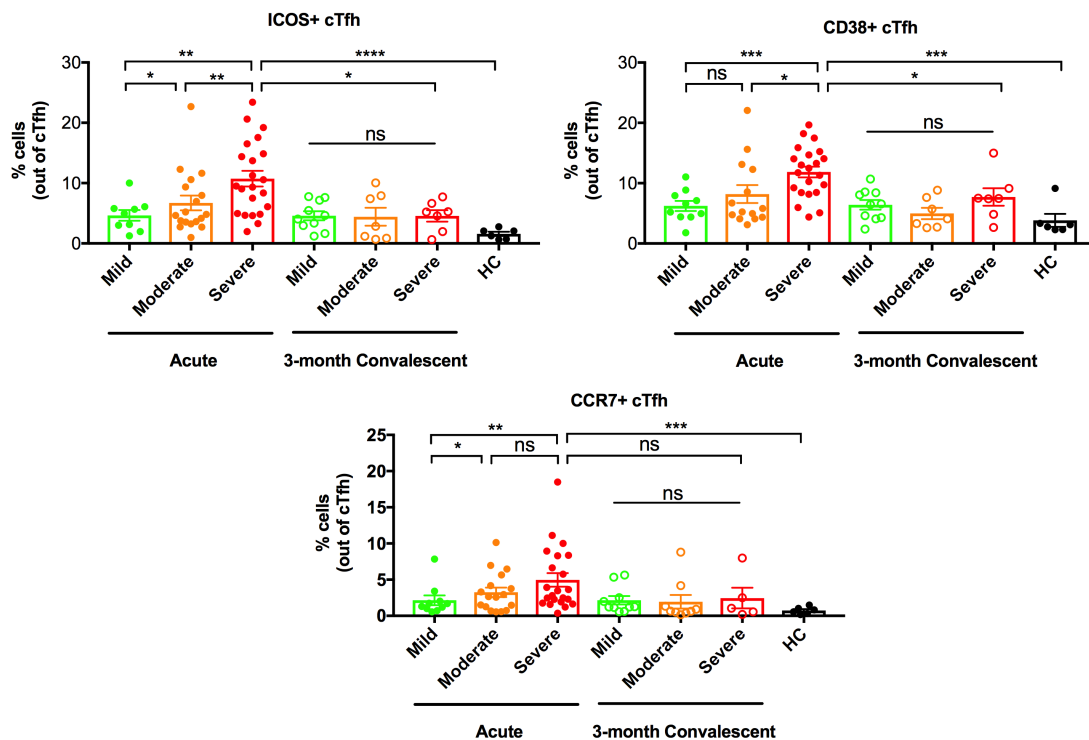 ICOS+ cTfh
** ****
* ** *
ns
% cells
(out of cTfh)
30
20
10
0
Mild Moderate Severe Mild Moderate Severe HC
Acute 3-month Convalescent
CD38+ cTfh
*** ***
ns * *
ns
% cells
(out of cTfh)
30
20
10
0
Mild Moderate Severe Mild Moderate Severe HC
Acute 3-month Convalescent
CCR7+ cTfh
** ***
* ns ns
ns
% cells
(out of cTfh)
25
20
15
10
5
0
Mild Moderate Severe Mild Moderate Severe HC
Acute 3-month Convalescent